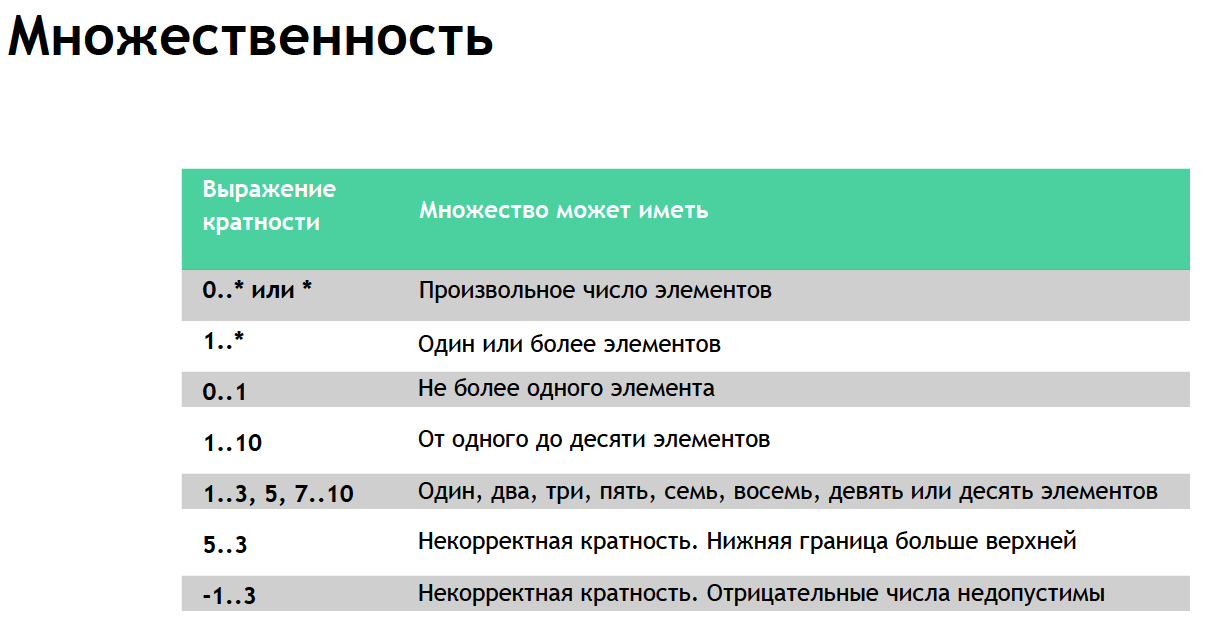 Множественность
Выражение
кратности
Множество может иметь
0..* или *
Произвольное число элементов
1..*
Один или более элементов
0..1
Не более одного элемента
1..10
От одного до десяти элементов
1..3, 5, 7..10
Один, два, три, пять, семь, восемь, девять или десять элементов
5..3
Некорректная кратность. Нижняя граница больше верхней
-1..3
Некорректная кратность. Отрицательные числа недопустимы